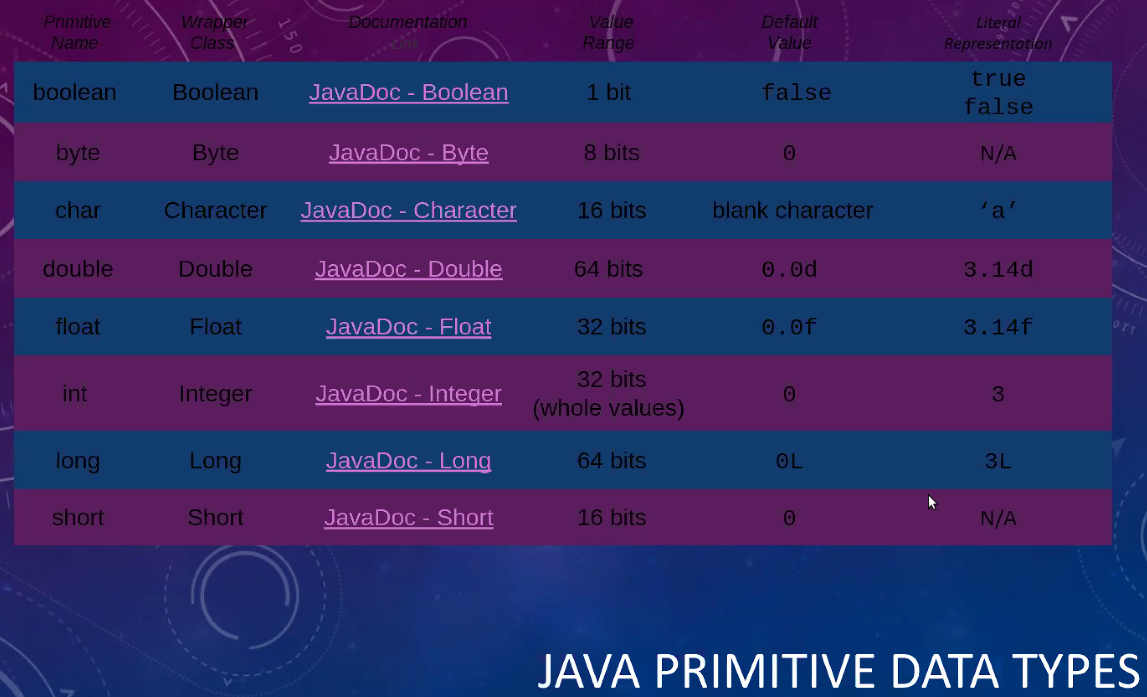 Primitive Name Wrapper Class Documentation Link Value Range Default Value Literal Representation
boolean Boolean JavaDoc - Boolean 1 bit false true false
byte Byte JavaDoc - Byte 8 bits 0 N/A
char Character JavaDoc - Character 16 bits blank character ‘a’
double Double JavaDoc - Double 64 bits 0.0d 3.14d
float Float JavaDoc - Float 32 bits 0.0f 3.14f
int Integer JavaDoc - Integer 32 bits (whole values) 0 3
long Long JavaDoc - Long 64 bits 0L 3L
short Short JavaDoc - Short 16 bits 0 N/A
JAVA PRIMITIVE DATA TYPES